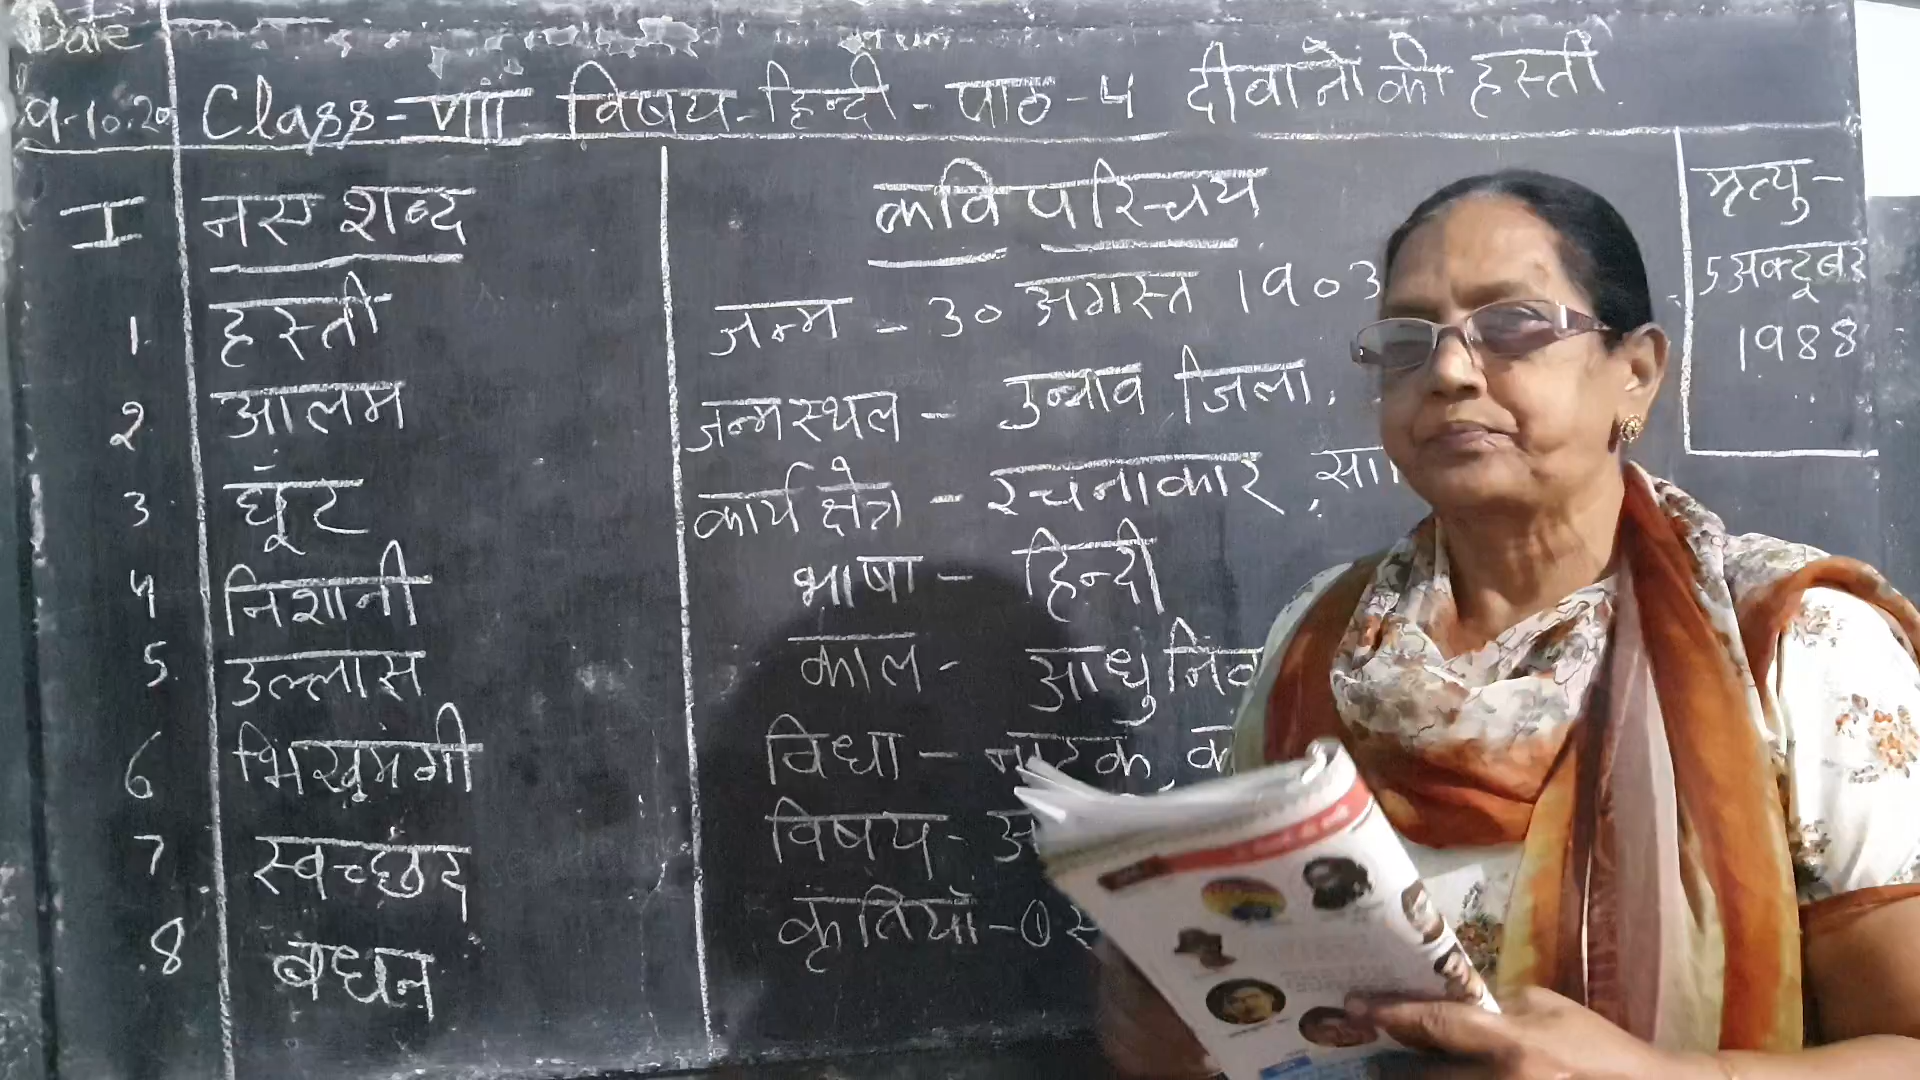 Date
9-10-20 Class-VIII विषय-हिन्दी-पाठ-4 दीवानों की हस्ती
I नए शब्द
1. हस्ती
2 आलम
3. घूंट
4 निशानी
5. उल्लास
6 भिखमंगी
7 स्वच्छंद
8 बंधन
कवि परिचय
जन्म - 30 अगस्त 1903
जन्मस्थल - उन्नाव जिला,
कार्यक्षेत्र - रचनाकार,
भाषा - हिन्दी
काल-
विधा - नाटक,
विषय-
कृतियाँ-①
मृत्यु-
5 अक्टूबर
1988